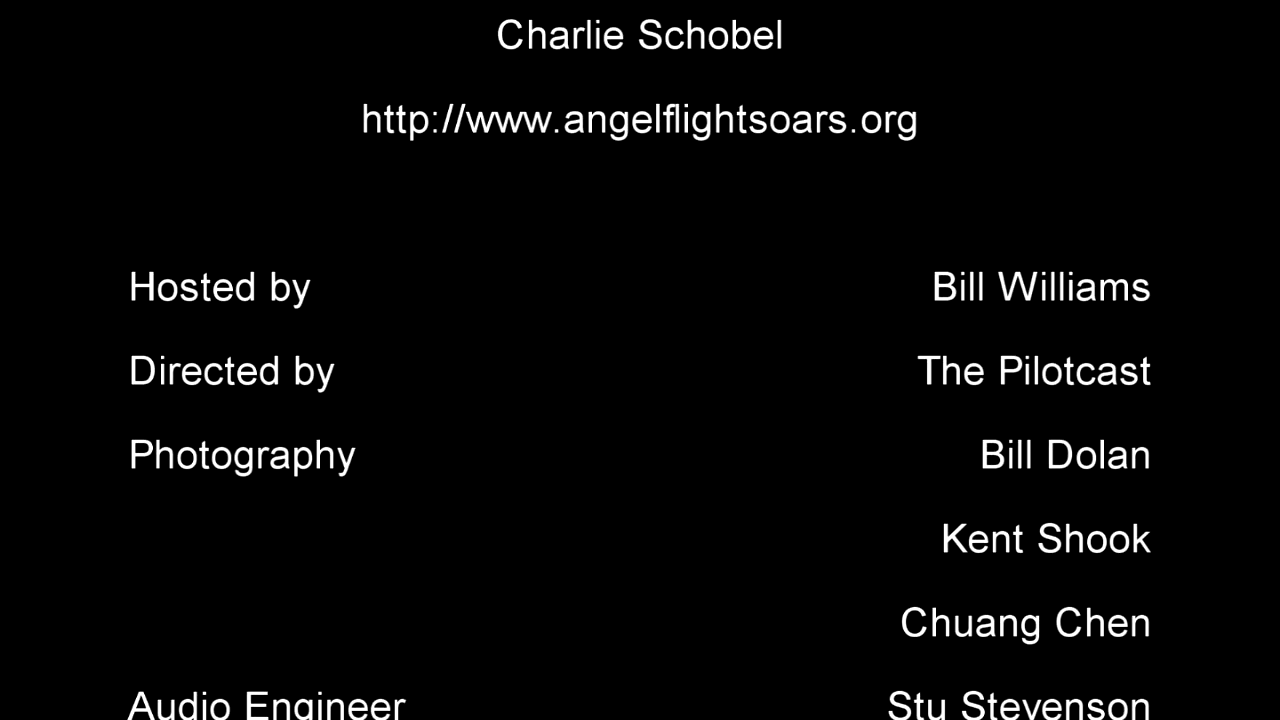 Charlie Schobel
http://www.angelflightsoars.org
Hosted by Bill Williams
Directed by The Pilotcast
Photography Bill Dolan
Kent Shook
Chuang Chen
Audio Engineer Stu Stevenson